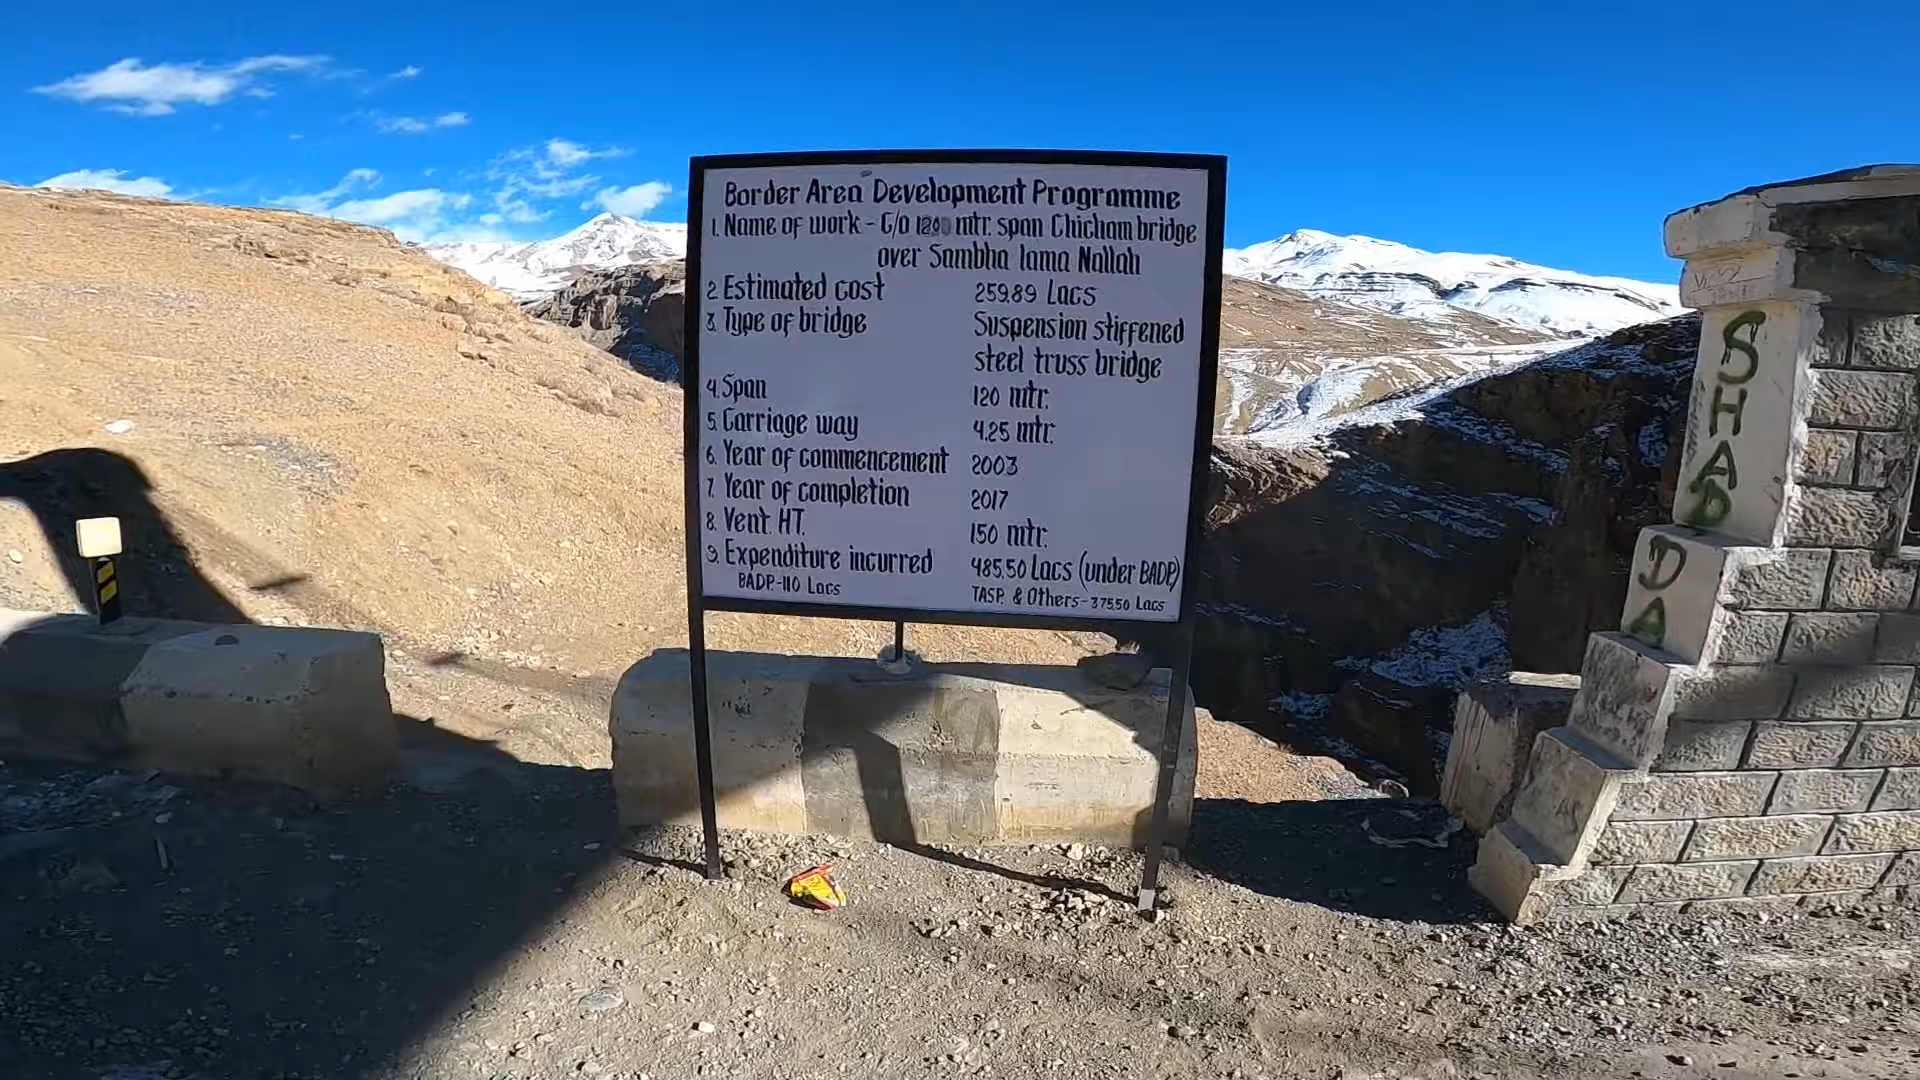 Border Area Development Programme
1. Name of work - C/o mtr. span Chicham bridge
over Sambha lama Nallah
2. Estimated cost 259.89 Lacs
3. Type of bridge Suspension stiffened
steel truss bridge
4. Span 120 mtr.
5. Carriage way 4.25 mtr.
6. Year of commencement 2003
7. Year of completion 2017
8. Vent HT. 150 mtr.
9. Expenditure incurred 485.50 Lacs (under BADP)
BADP.-110 Lacs TASP. & Others-375.50 Lacs
SHAD
DA